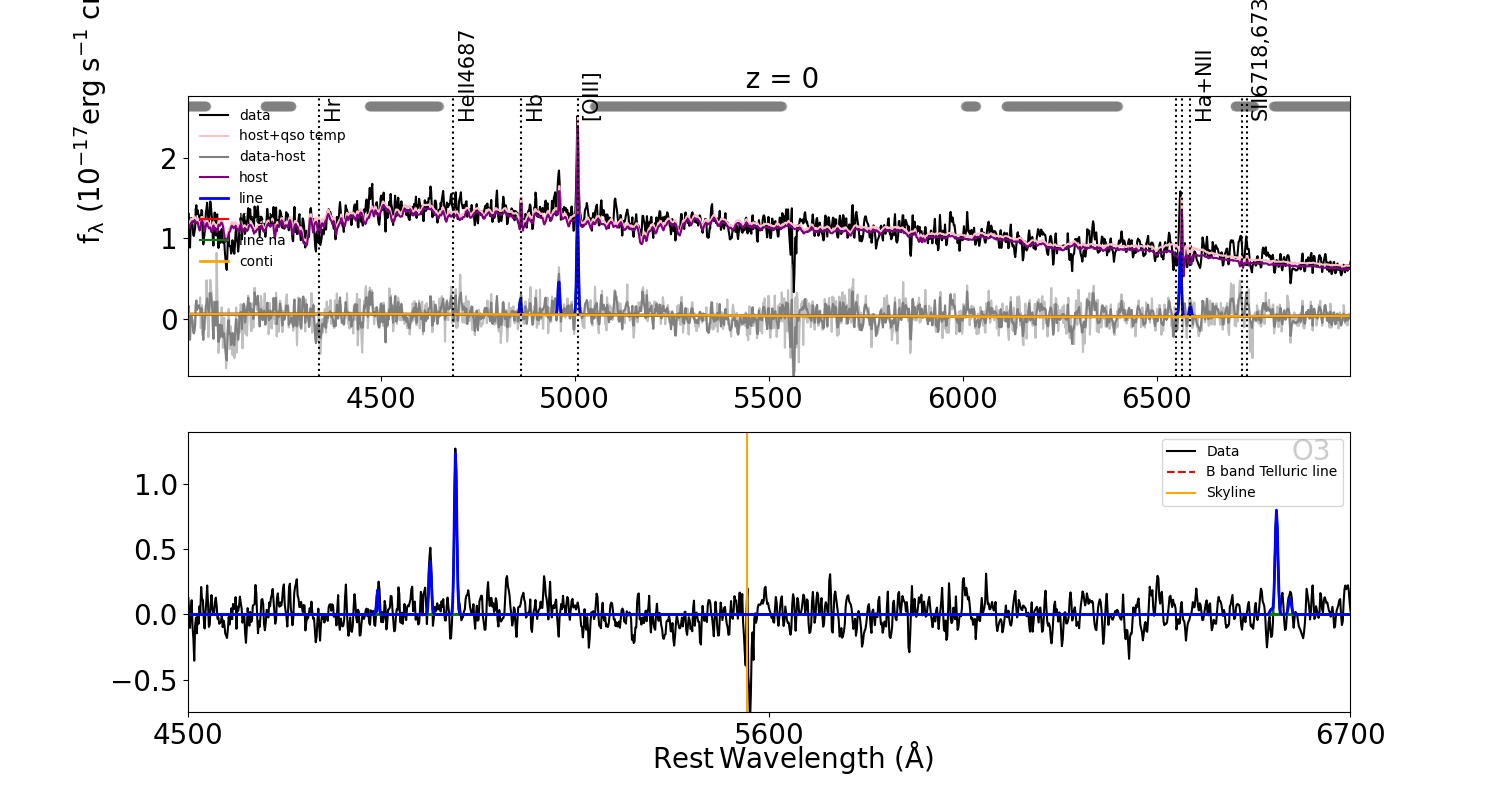 z = 0
f_λ (10^{-17} erg s^{-1} c
Hr
HeII4687
Hb
[OIII]
Ha+NII
SII6718,673
data
host+qso temp
data-host
host
line
line na
conti
2
1
0
4500
5000
5500
6000
6500
O3
Data
B band Telluric line
Skyline
1.0
0.5
0.0
−0.5
4500
5600
6700
Rest Wavelength (Å)